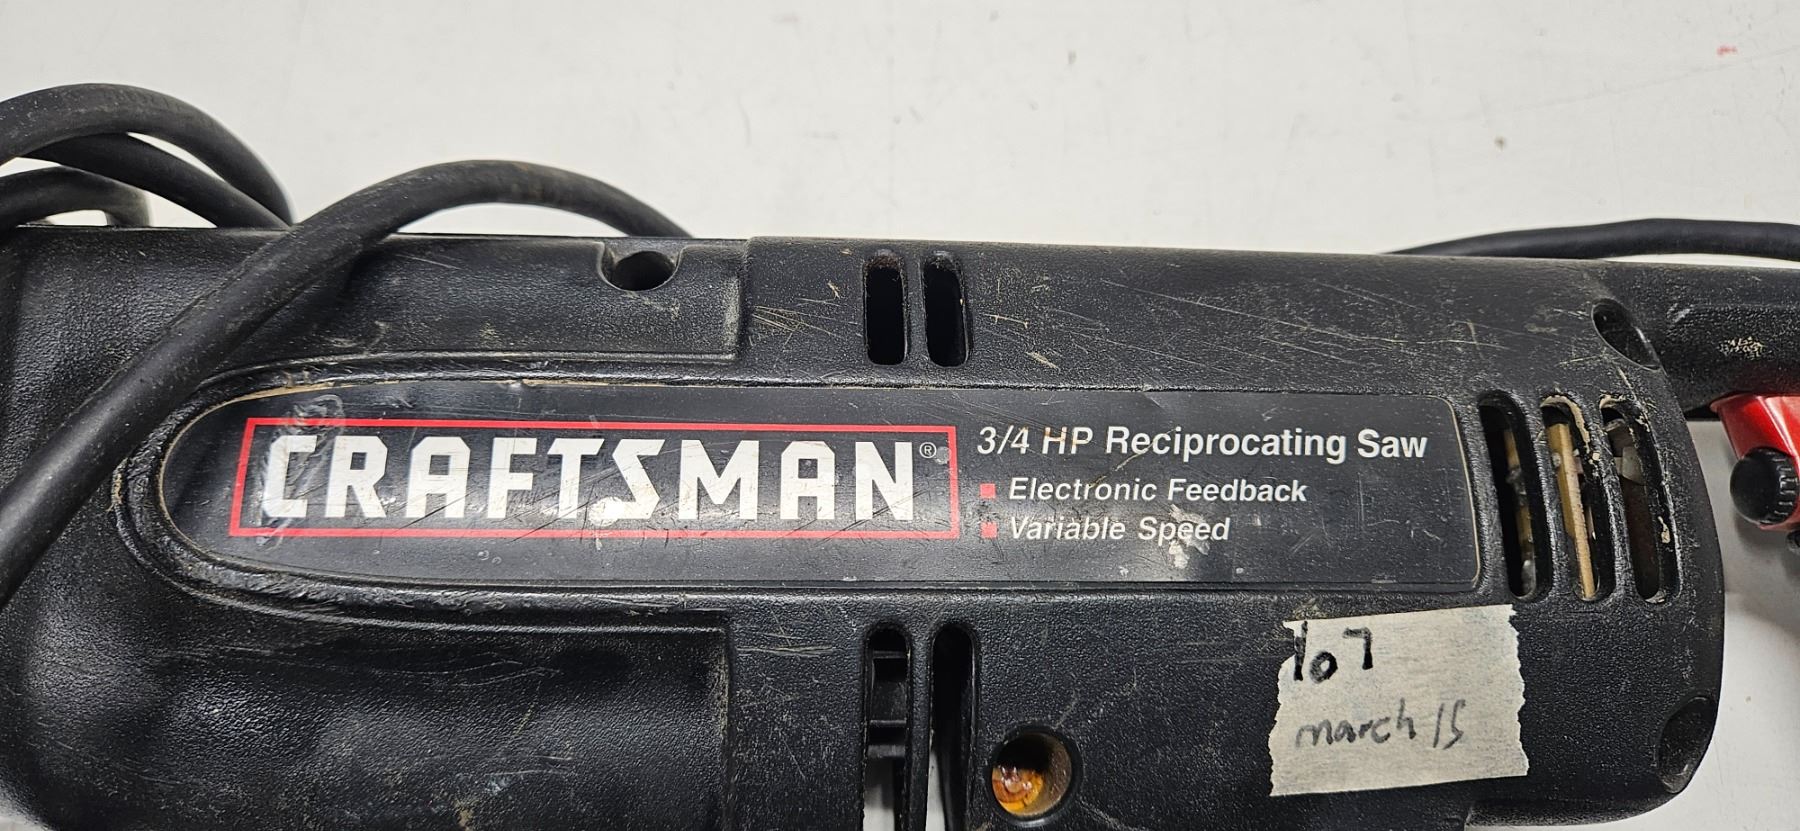 CRAFTSMAN®
3/4 HP Reciprocating Saw
Electronic Feedback
Variable Speed
107
march 15